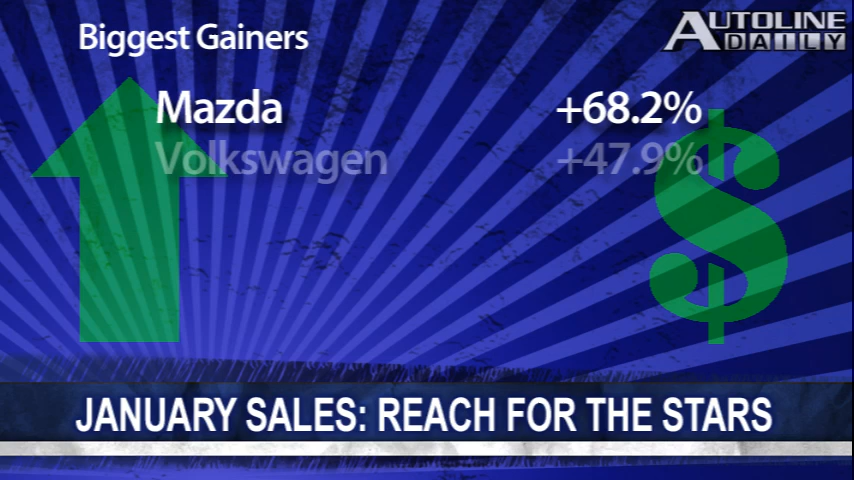 AUTOLINE
DAILY
Biggest Gainers
Mazda +68.2%
Volkswagen +47.9%
$
JANUARY SALES: REACH FOR THE STARS